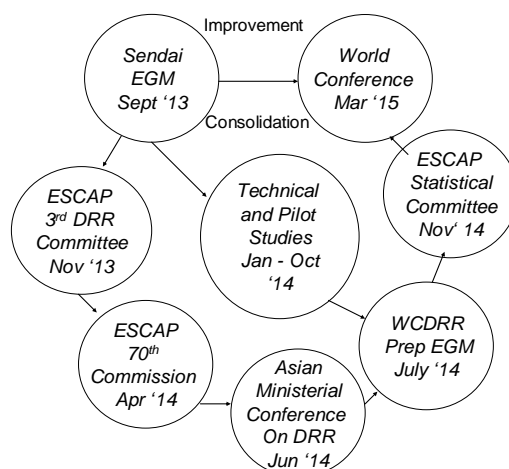 Improvement
Sendai
EGM
Sept ‘13
World
Conference
Mar ‘15
Consolidation
ESCAP
3rd DRR
Committee
Nov ‘13
Technical
and Pilot
Studies
Jan - Oct
‘14
ESCAP
Statistical
Committee
Nov‘ 14
ESCAP
70th
Commission
Apr ‘14
Asian
Ministerial
Conference
On DRR
Jun ‘14
WCDRR
Prep EGM
July ‘14